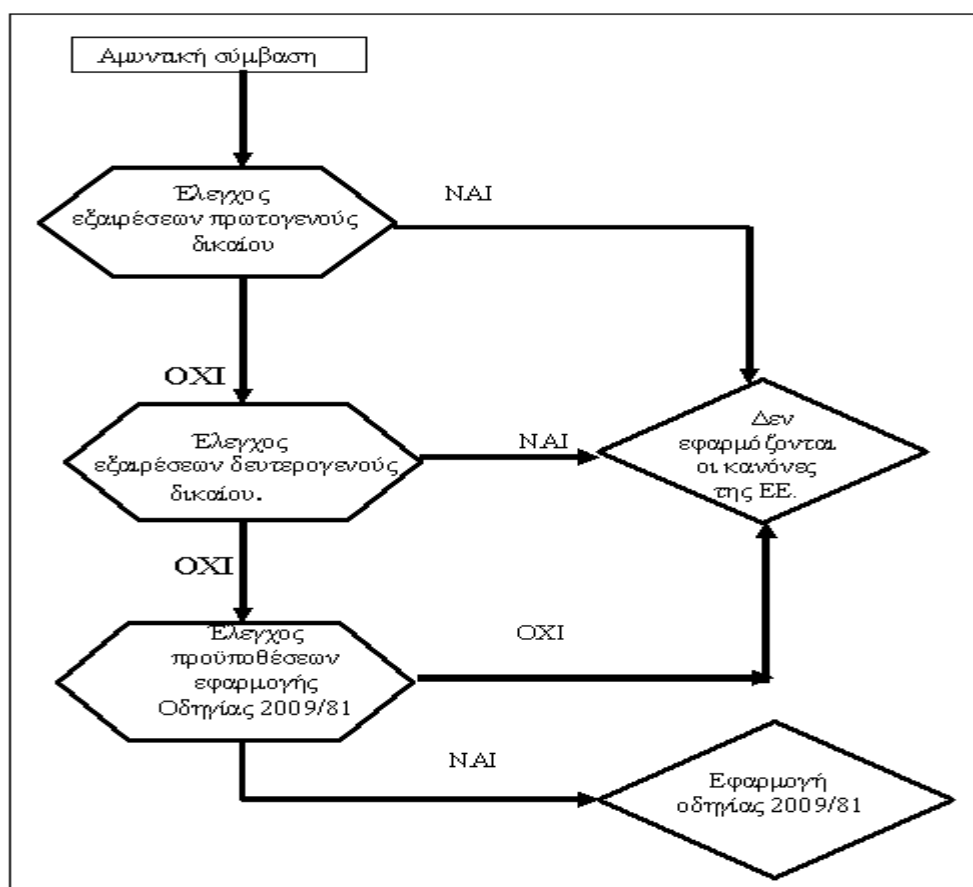 Αμυντική σύμβαση
Έλεγχος
εξαιρέσεων πρωτογενούς
δικαίου
ΝΑΙ
ΟΧΙ
Έλεγχος
εξαιρέσεων δευτερογενούς
δικαίου.
ΝΑΙ
Δεν
εφαρμόζονται
οι κανόνες
της ΕΕ.
ΟΧΙ
Έλεγχος
προϋποθέσεων
εφαρμογής
Οδηγίας 2009/81
ΟΧΙ
ΝΑΙ
Εφαρμογή
οδηγίας 2009/81